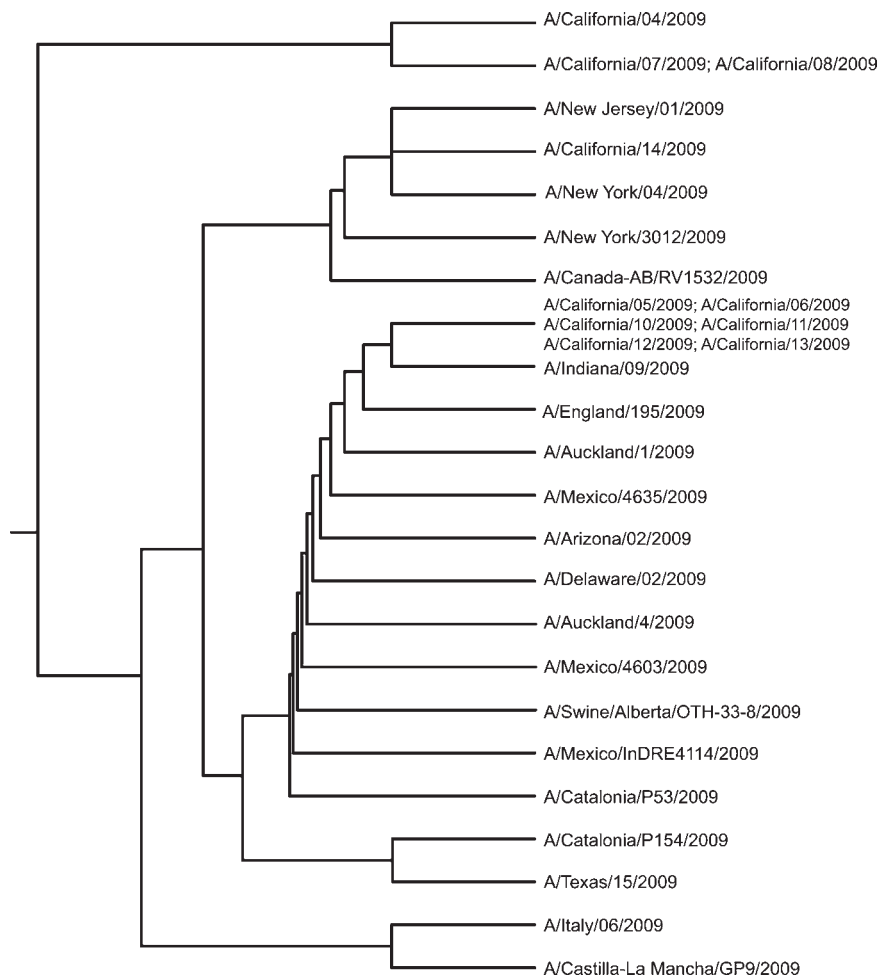 A/California/04/2009
A/California/07/2009; A/California/08/2009
A/New Jersey/01/2009
A/California/14/2009
A/New York/04/2009
A/New York/3012/2009
A/Canada-AB/RV1532/2009
A/California/05/2009; A/California/06/2009
A/California/10/2009; A/California/11/2009
A/California/12/2009; A/California/13/2009
A/Indiana/09/2009
A/England/195/2009
A/Auckland/1/2009
A/Mexico/4635/2009
A/Arizona/02/2009
A/Delaware/02/2009
A/Auckland/4/2009
A/Mexico/4603/2009
A/Swine/Alberta/OTH-33-8/2009
A/Mexico/InDRE4114/2009
A/Catalonia/P53/2009
A/Catalonia/P154/2009
A/Texas/15/2009
A/Italy/06/2009
A/Castilla-La Mancha/GP9/2009